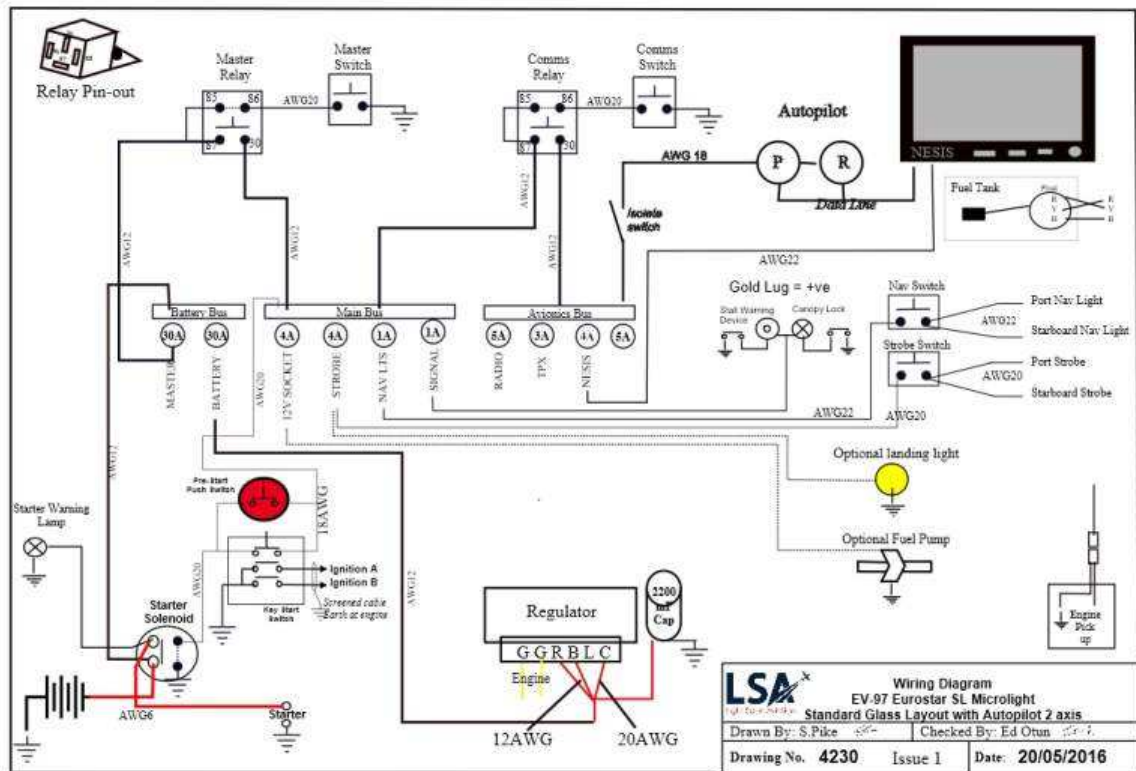 Relay Pin-out
Master
Relay
Master
Switch
Comms
Relay
Comms
Switch
85
86
87
30
AWG20
85
86
87
30
AWG20
Autopilot
P
R
NESIS
AWG 18
Data Line
Isolate
switch
Fuel Tank
R
Y
B
R
Y
B
AWG12
AWG12
AWG12
AWG22
Battery Bus
Main Bus
Avionics Bus
30A
30A
4A
4A
1A
1A
5A
3A
4A
5A
MASTER
BATTERY
12V SOCKET
STROBE
NAV LTS
SIGNAL
RADIO
TPX
NESIS
AWG20
Gold Lug = +ve
Stall Warning
Device
Canopy Lock
Nav Switch
AWG22
Port Nav Light
Starboard Nav Light
Strobe Switch
AWG20
Port Strobe
Starboard Strobe
AWG22
AWG20
AWG12
Pre-Start
Push Switch
18AWG
Optional landing light
Optional Fuel Pump
Starter Warning
Lamp
AWG20
Ignition A
Ignition B
Screened cable
Earth at engine
Key Start
Switch
AWG12
Starter
Solenoid
AWG6
Starter
Regulator
G G R B L C
Engine
2200
mF
Cap
12AWG
20AWG
Engine
Pick
up
LSA
Wiring Diagram
EV-97 Eurostar SL Microlight
Standard Glass Layout with Autopilot 2 axis
Drawn By: S.Pike
Checked By: Ed Otun
Drawing No. 4230
Issue 1
Date: 20/05/2016